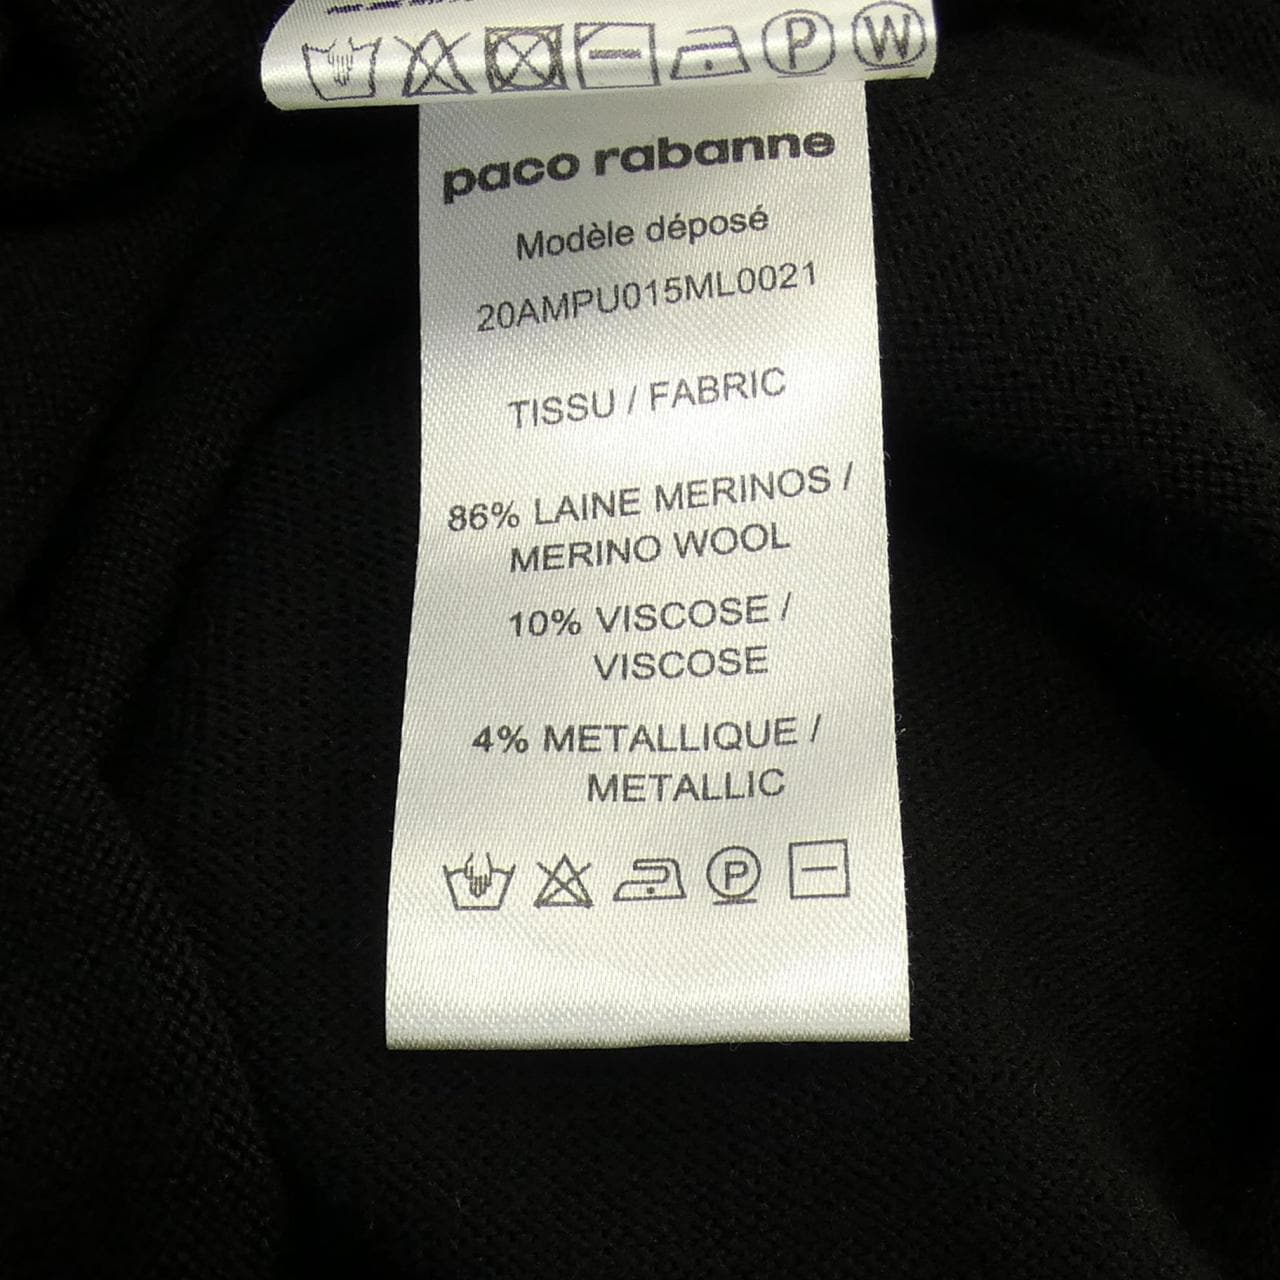 P W
paco rabanne
Modèle déposé
20AMPU015ML0021
TISSU / FABRIC
86% LAINE MERINOS /
MERINO WOOL
10% VISCOSE /
VISCOSE
4% METALLIQUE /
METALLIC
P